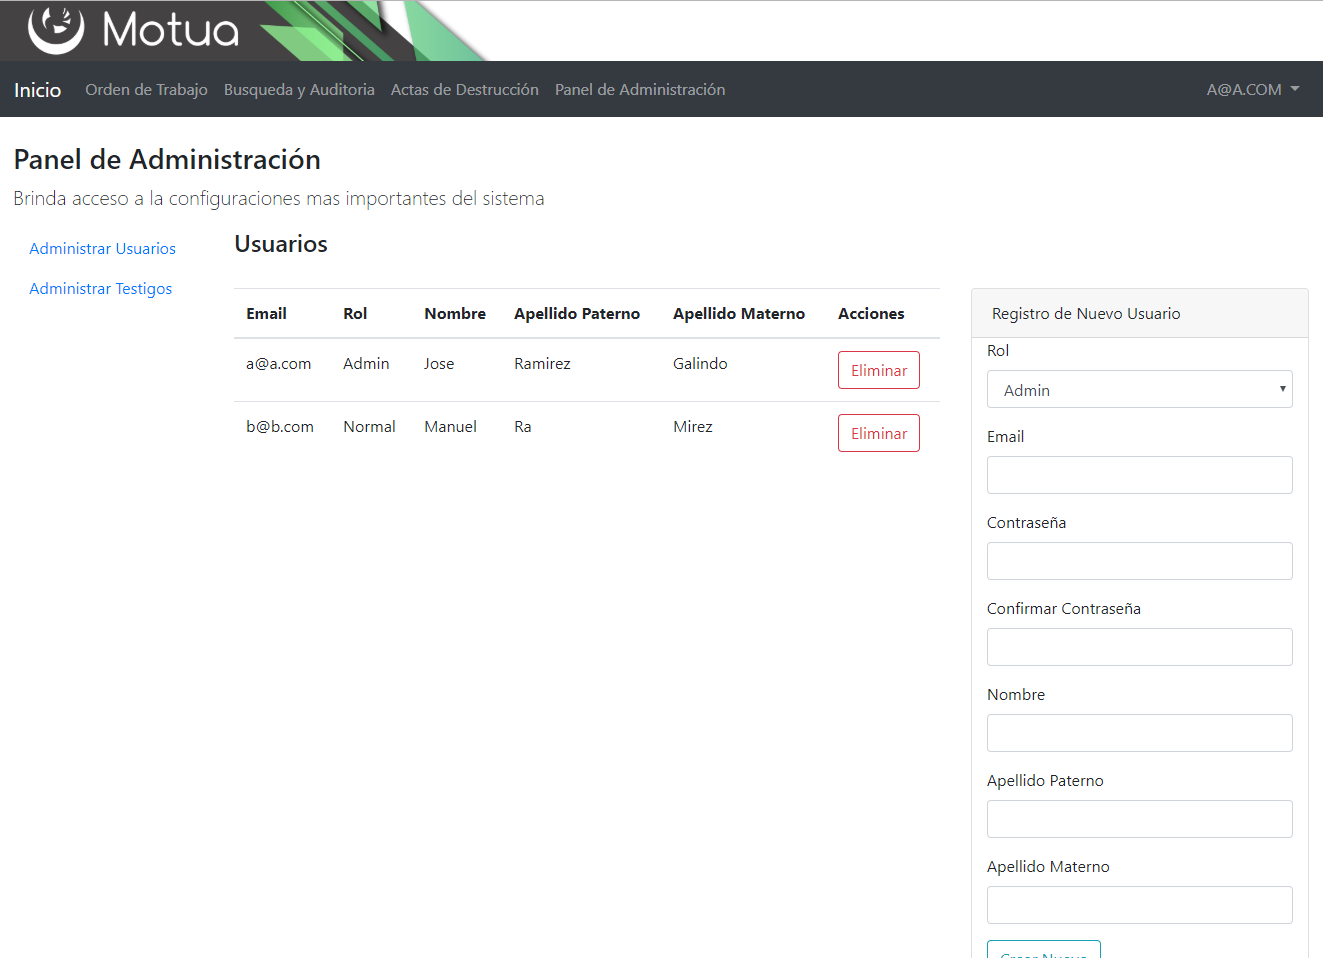 Motua
Inicio Orden de Trabajo Busqueda y Auditoria Actas de Destrucción Panel de Administración A@A.COM
Panel de Administración
Brinda acceso a la configuraciones mas importantes del sistema
Administrar Usuarios
Administrar Testigos
Usuarios
Email Rol Nombre Apellido Paterno Apellido Materno Acciones
a@a.com Admin Jose Ramirez Galindo Eliminar
b@b.com Normal Manuel Ra Mirez Eliminar
Registro de Nuevo Usuario
Rol
Admin
Email
Contraseña
Confirmar Contraseña
Nombre
Apellido Paterno
Apellido Materno
Crear Nuevo